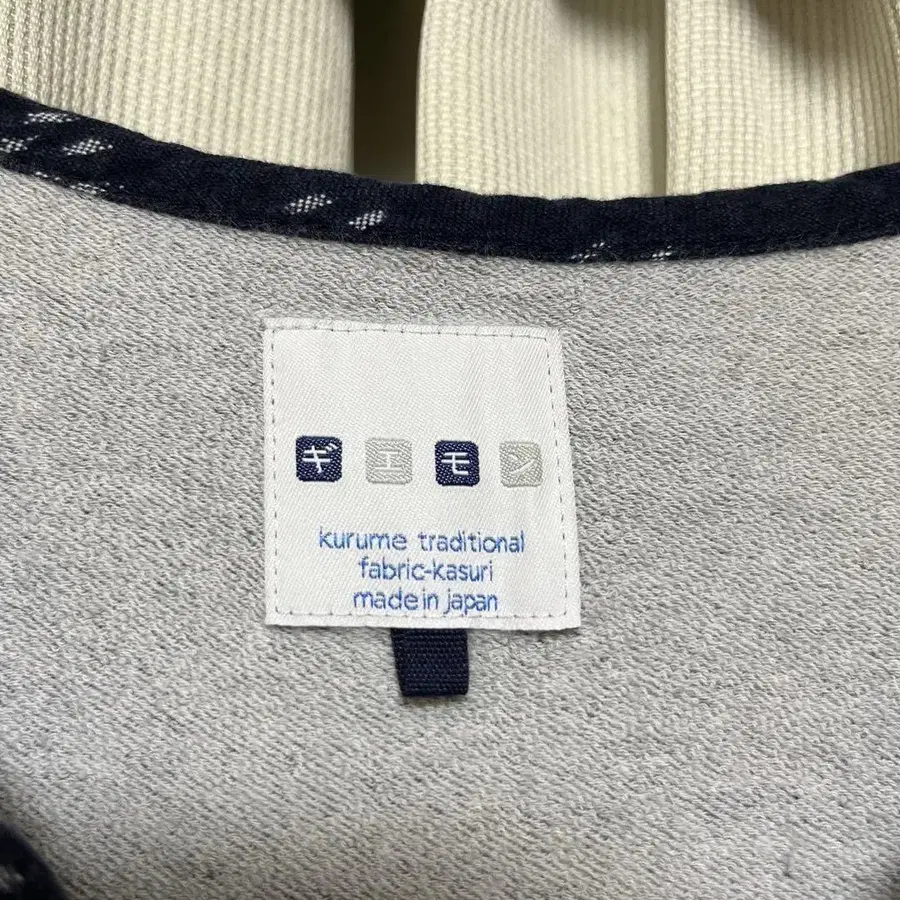 ギエモン
kurume traditional
fabric-kasuri
made in japan